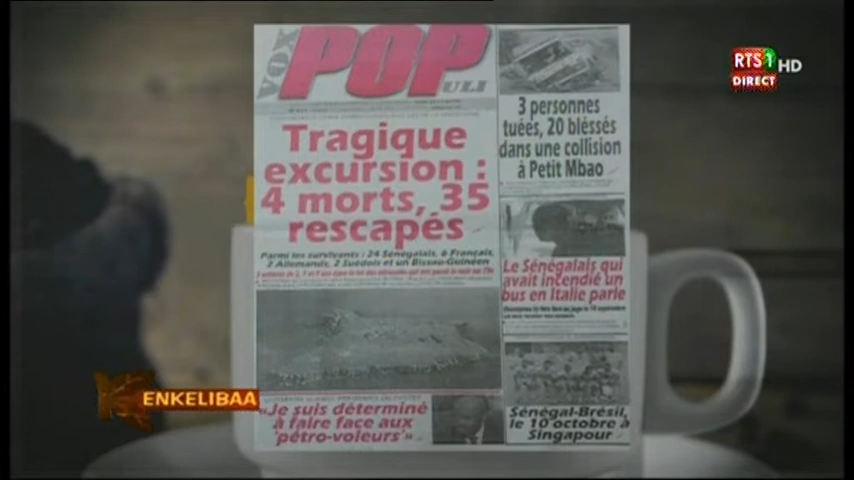 VOX
POP
ULI
Tragique
excursion :
4 morts, 35
rescapés
Parmi les survivants : 24 Sénégalais, 6 Français,
2 Allemands, 2 Suédois et un Bissau-Guinéen
«Je suis déterminé
à faire face aux
'pétro-voleurs'»
3 personnes
tuées, 20 bléssés
dans une collision
à Petit Mbao
Le Sénégalais qui
avait incendié un
bus en Italie parle
Sénégal-Brésil,
le 10 octobre à
Singapour
RTS1 HD
DIRECT
ENKELIBAA